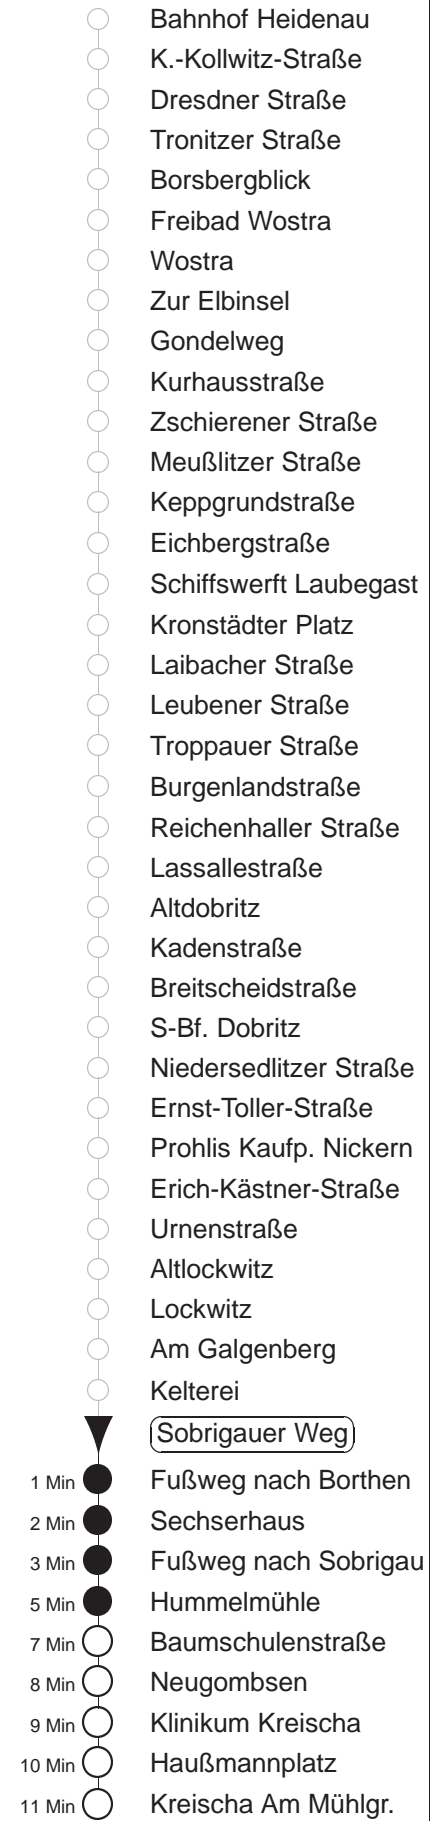 Bahnhof Heidenau
K.-Kollwitz-Straße
Dresdner Straße
Tronitzer Straße
Borsbergblick
Freibad Wostra
Wostra
Zur Elbinsel
Gondelweg
Kurhausstraße
Zschierener Straße
Meußlitzer Straße
Keppgrundstraße
Eichbergstraße
Schiffswerft Laubegast
Kronstädter Platz
Laibacher Straße
Leubener Straße
Troppauer Straße
Burgenlandstraße
Reichenhaller Straße
Lassallestraße
Altdobritz
Kadenstraße
Breitscheidstraße
S-Bf. Dobritz
Niedersedlitzer Straße
Ernst-Toller-Straße
Prohlis Kaufp. Nickern
Erich-Kästner-Straße
Urnenstraße
Altlockwitz
Lockwitz
Am Galgenberg
Kelterei
Sobrigauer Weg
1 Min Fußweg nach Borthen
2 Min Sechserhaus
3 Min Fußweg nach Sobrigau
5 Min Hummelmühle
7 Min Baumschulenstraße
8 Min Neugombsen
9 Min Klinikum Kreischa
10 Min Haußmannplatz
11 Min Kreischa Am Mühlgr.